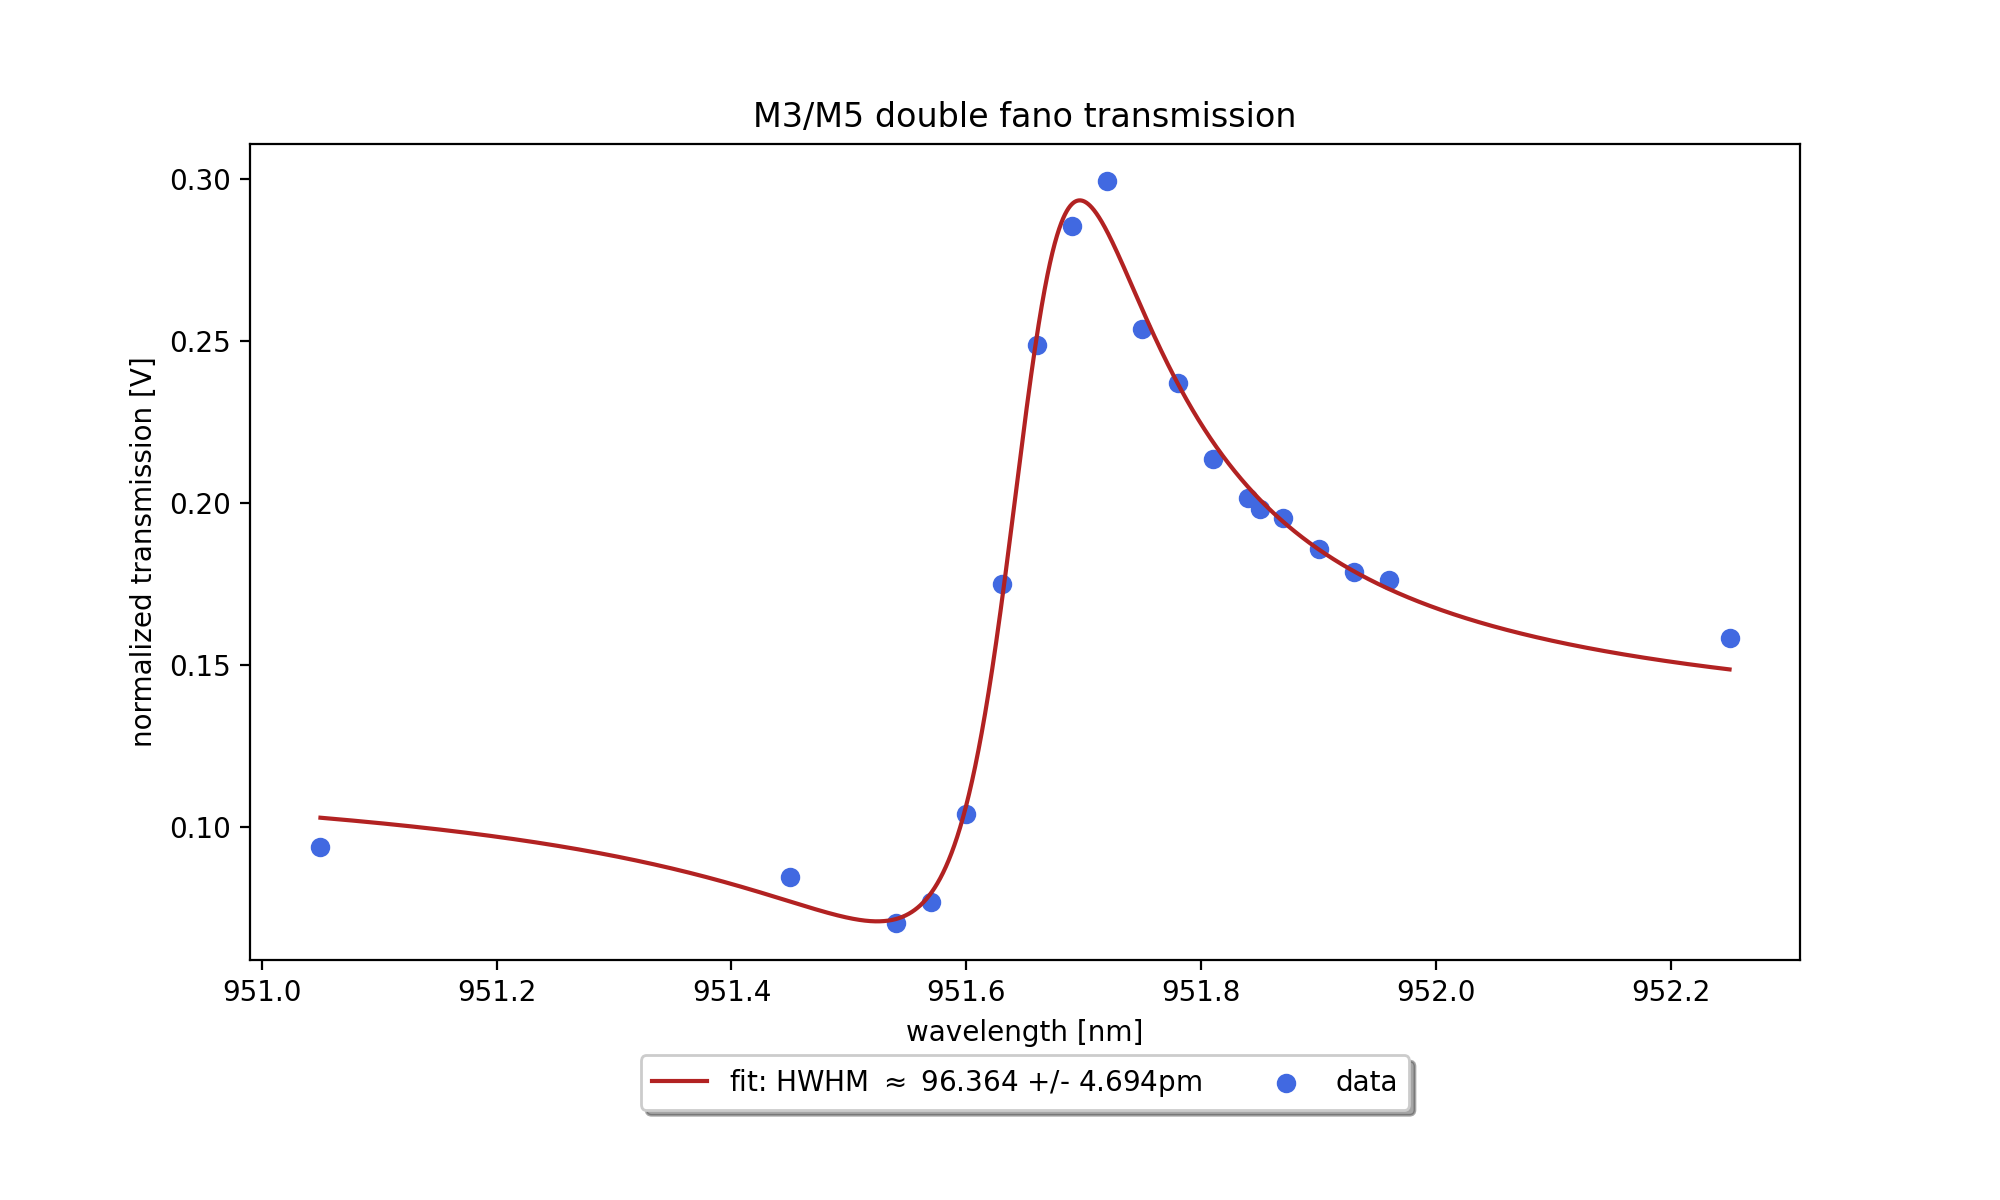 M3/M5 double fano transmission
normalized transmission [V]
0.30
0.25
0.20
0.15
0.10
951.0 951.2 951.4 951.6 951.8 952.0 952.2
wavelength [nm]
fit: HWHM ≈ 96.364 +/- 4.694pm data